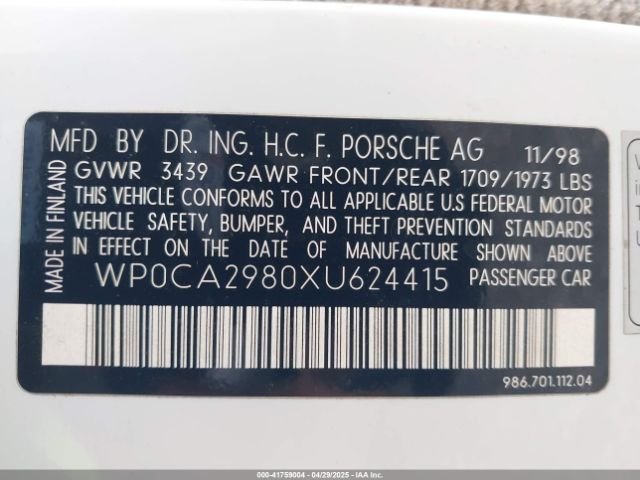 MFD BY DR. ING. H.C. F. PORSCHE AG 11/98
GVWR 3439 GAWR FRONT/REAR 1709/1973 LBS
THIS VEHICLE CONFORMS TO ALL APPLICABLE U.S FEDERAL MOTOR
VEHICLE SAFETY, BUMPER, AND THEFT PREVENTION STANDARDS
IN EFFECT ON THE DATE OF MANUFACTURE SHOWN ABOVE
WP0CA2980XU624415 PASSENGER CAR
MADE IN FINLAND
986.701.112.04
000-41759004 - 04/29/2025 - IAA Inc.